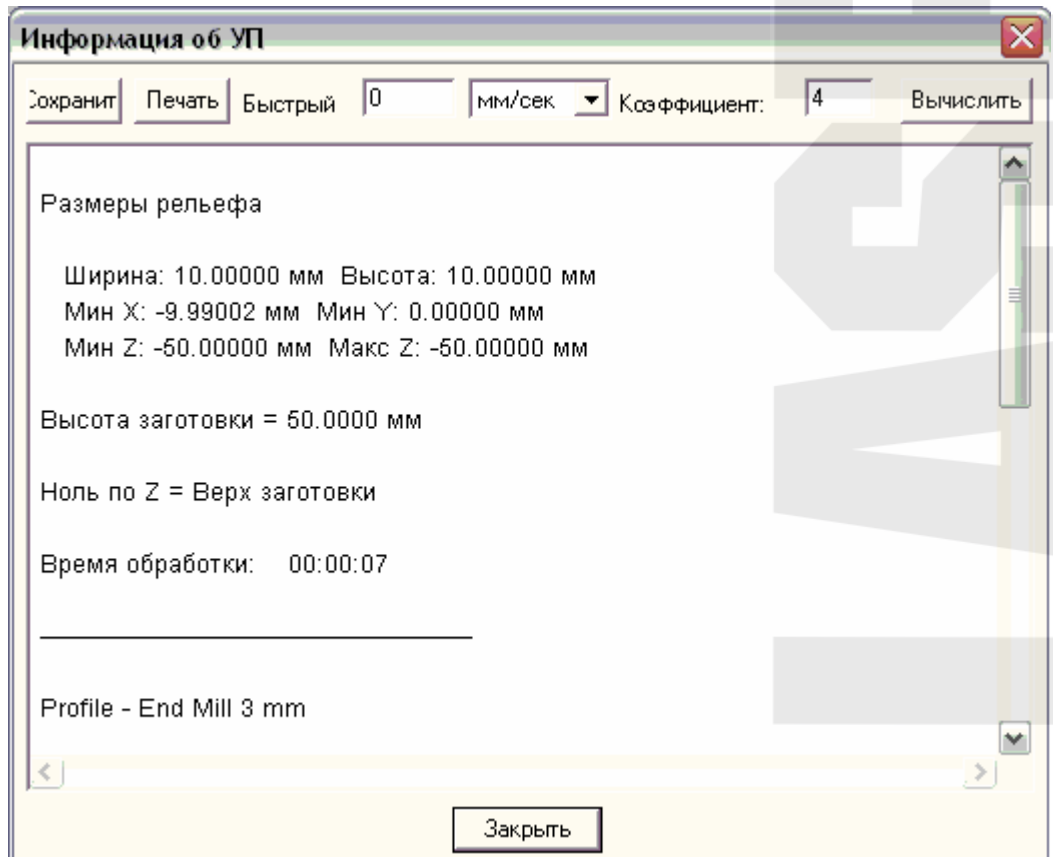 Информация об УП
Сохранит Печать Быстрый 0 мм/сек Коэффициент: 4 Вычислить
Размеры рельефа
Ширина: 10.00000 мм Высота: 10.00000 мм
Мин X: -9.99002 мм Мин Y: 0.00000 мм
Мин Z: -50.00000 мм Макс Z: -50.00000 мм
Высота заготовки = 50.0000 мм
Ноль по Z = Верх заготовки
Время обработки: 00:00:07
Profile - End Mill 3 mm
Закрыть